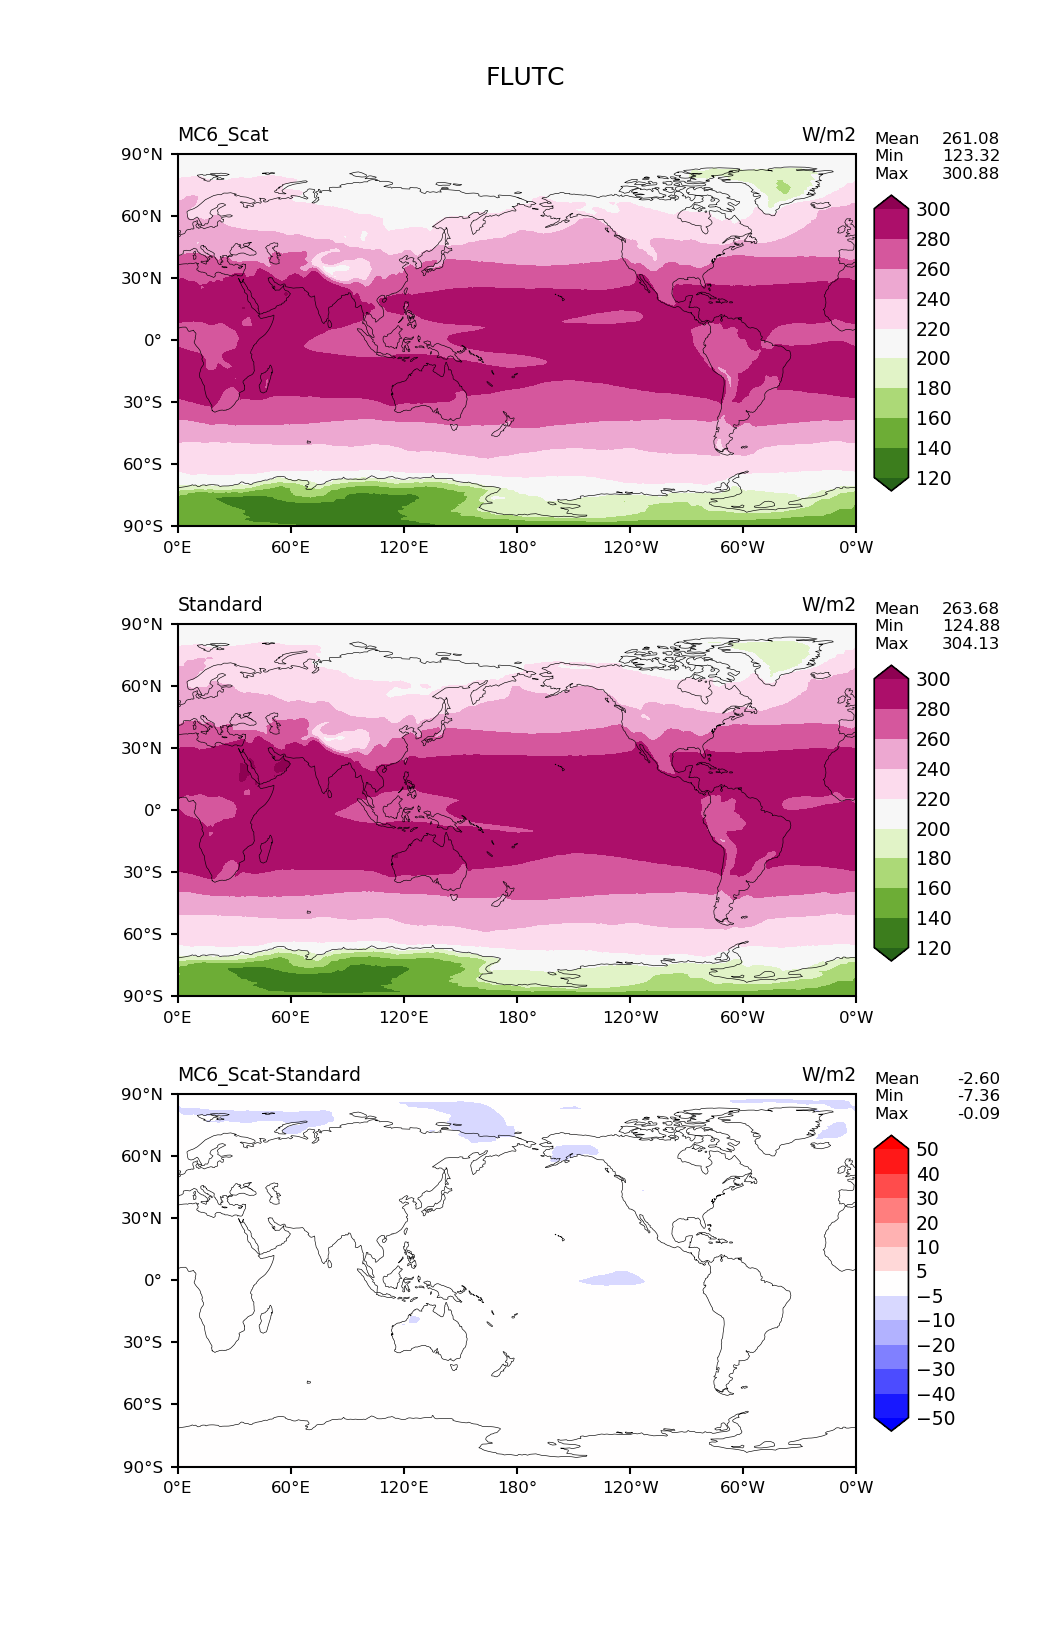 FLUTC
MC6_Scat W/m2
Mean 261.08
Min 123.32
Max 300.88
90°N
60°N
30°N
0°
30°S
60°S
90°S
0°E 60°E 120°E 180° 120°W 60°W 0°W
300
280
260
240
220
200
180
160
140
120
Standard W/m2
Mean 263.68
Min 124.88
Max 304.13
90°N
60°N
30°N
0°
30°S
60°S
90°S
0°E 60°E 120°E 180° 120°W 60°W 0°W
300
280
260
240
220
200
180
160
140
120
MC6_Scat-Standard W/m2
Mean -2.60
Min -7.36
Max -0.09
90°N
60°N
30°N
0°
30°S
60°S
90°S
0°E 60°E 120°E 180° 120°W 60°W 0°W
50
40
30
20
10
5
−5
−10
−20
−30
−40
−50